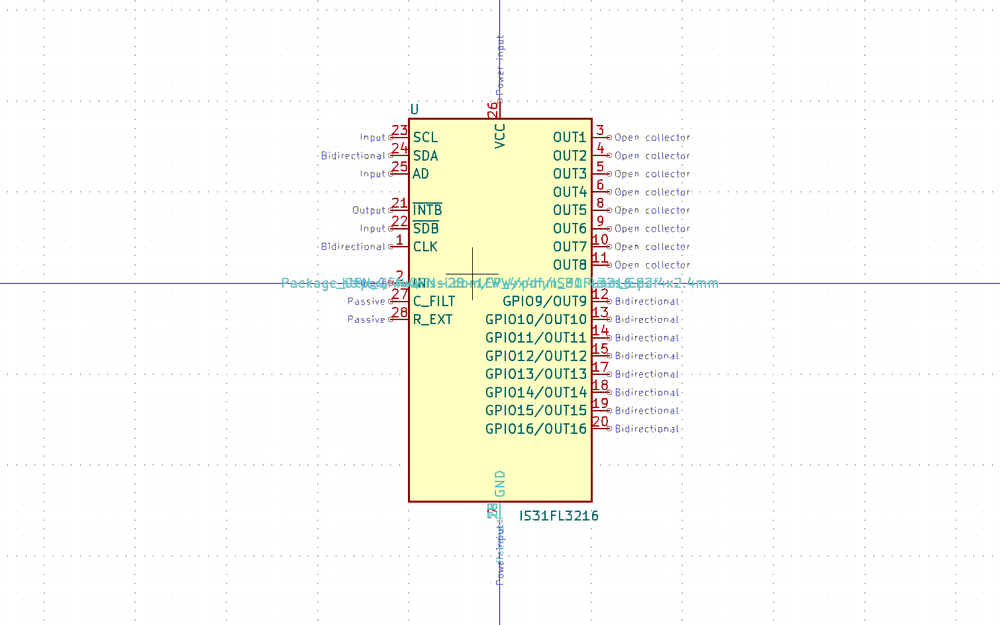 Power input
26
U
VCC
Input 23 SCL
Bidirectional 24 SDA
Input 25 AD
Output 21 INTB
Input 22 SDB
Bidirectional 1 CLK
2 IN
Passive 27 C_FILT
Passive 28 R_EXT
OUT1 3 Open collector
OUT2 4 Open collector
OUT3 5 Open collector
OUT4 6 Open collector
OUT5 8 Open collector
OUT6 9 Open collector
OUT7 10 Open collector
OUT8 11 Open collector
GPIO9/OUT9 12 Bidirectional
GPIO10/OUT10 13 Bidirectional
GPIO11/OUT11 14 Bidirectional
GPIO12/OUT12 15 Bidirectional
GPIO13/OUT13 17 Bidirectional
GPIO14/OUT14 18 Bidirectional
GPIO15/OUT15 19 Bidirectional
GPIO16/OUT16 20 Bidirectional
GND
IS31FL3216
Power input